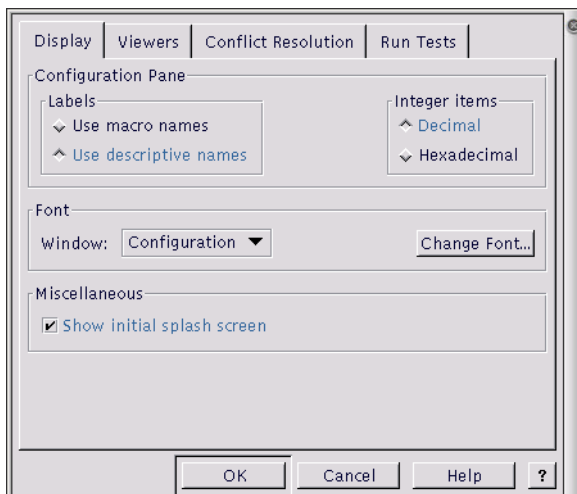 Display Viewers Conflict Resolution Run Tests
Configuration Pane
Labels
Use macro names
Use descriptive names
Integer items
Decimal
Hexadecimal
Font
Window: Configuration Change Font...
Miscellaneous
Show initial splash screen
OK Cancel Help ?